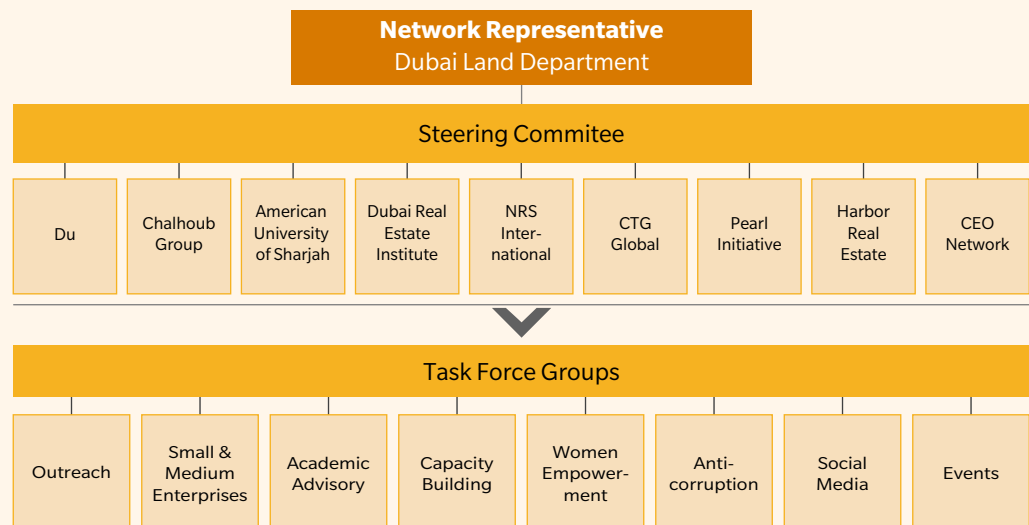 Network Representative
Dubai Land Department
Steering Commitee
Du
Chalhoub
Group
American
University
of Sharjah
Dubai Real
Estate
Institute
NRS
Inter-
national
CTG
Global
Pearl
Initiative
Harbor
Real
Estate
CEO
Network
Task Force Groups
Outreach
Small &
Medium
Enterprises
Academic
Advisory
Capacity
Building
Women
Empower-
ment
Anti-
corruption
Social
Media
Events